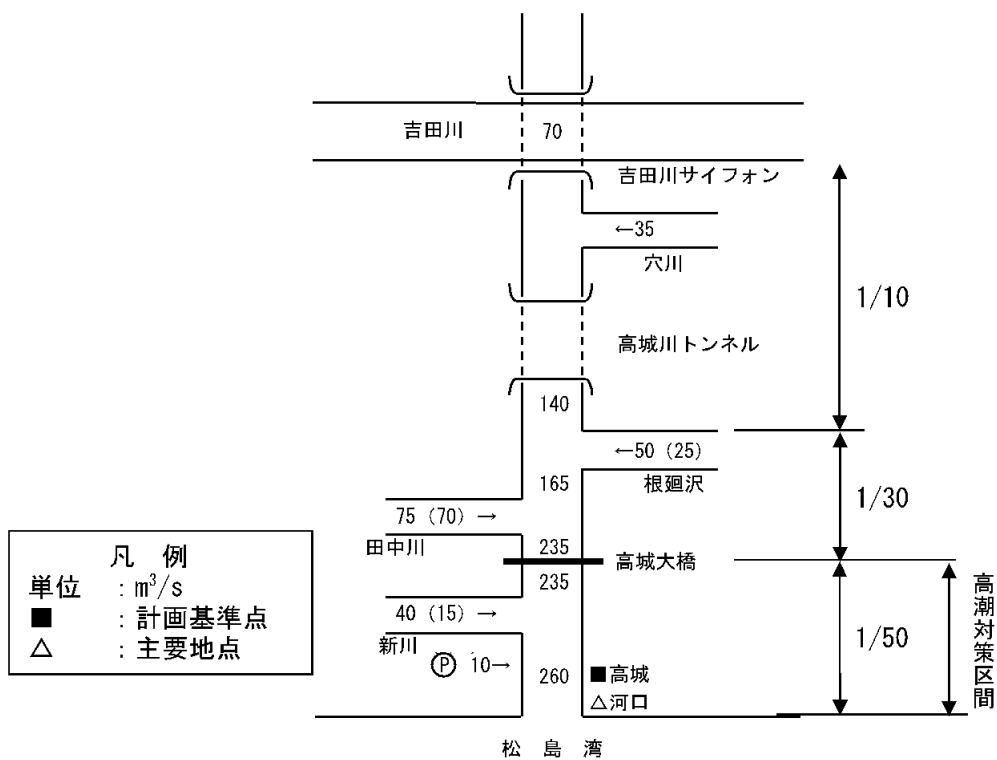 吉田川
70
吉田川サイフォン
←35
穴川
1/10
高城川トンネル
140
←50 (25)
165
根廻沢
1/30
75 (70) →
田中川
235
高城大橋
235
40 (15) →
新川
1/50
高潮対策区間
Ⓟ 10→
260
■高城
△河口
松 島 湾
凡 例
単位 : m³/s
■ : 計画基準点
△ : 主要地点